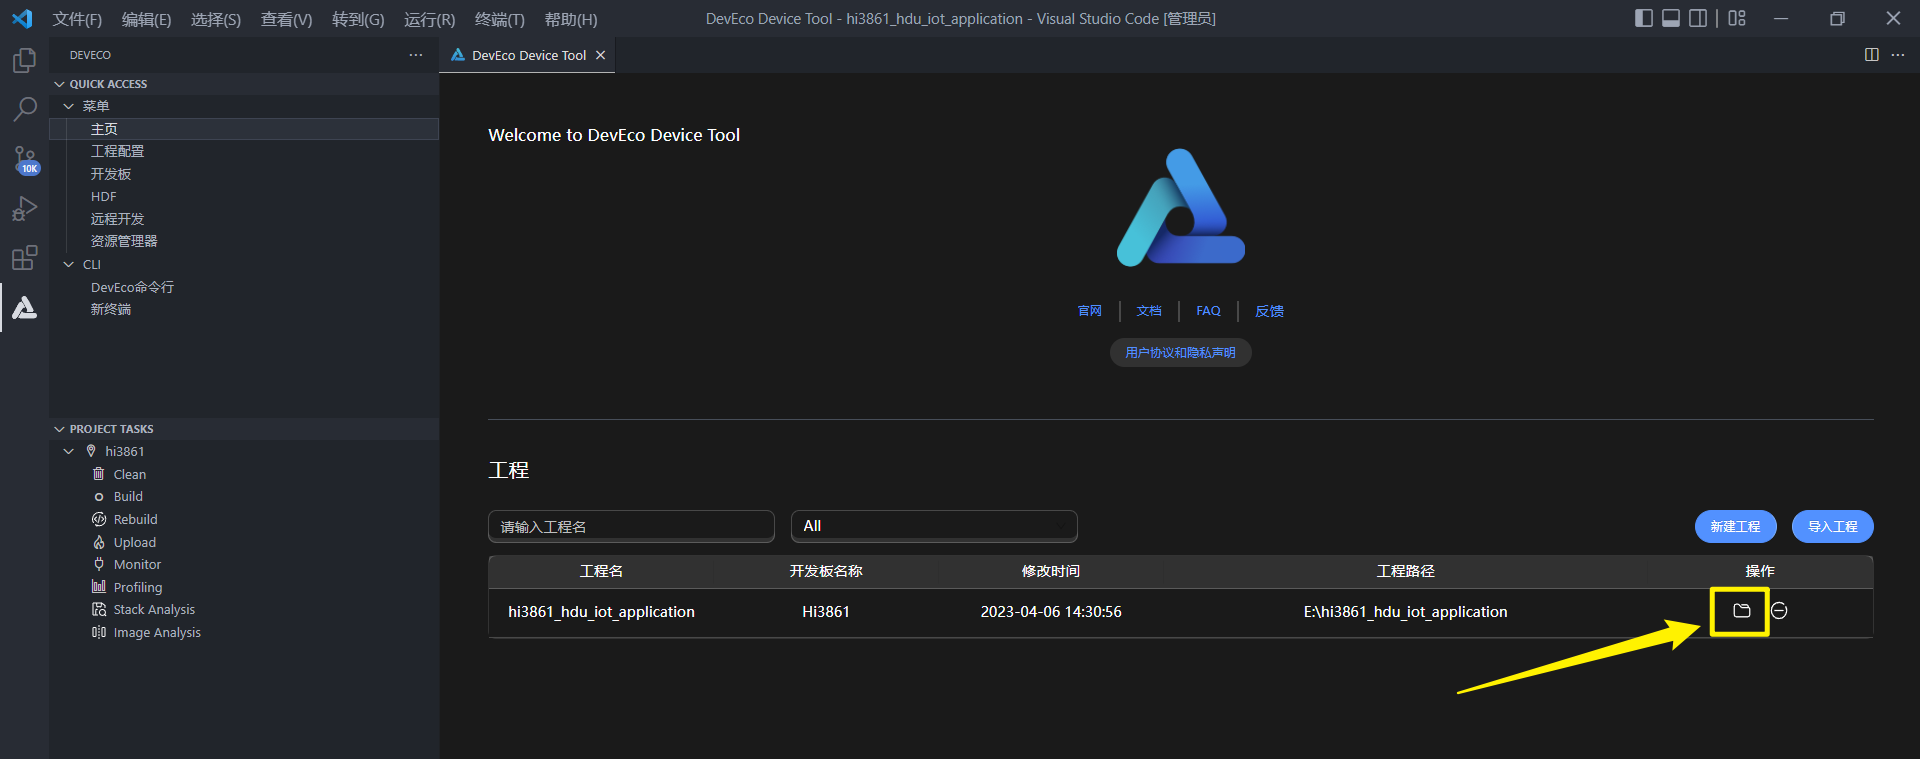 文件(F) 编辑(E) 选择(S) 查看(V) 转到(G) 运行(R) 终端(T) 帮助(H) DevEco Device Tool - hi3861_hdu_iot_application - Visual Studio Code [管理员]
DEVECO
DevEco Device Tool
QUICK ACCESS
菜单
主页
工程配置
开发板
HDF
远程开发
资源管理器
CLI
DevEco命令行
新终端
10K
PROJECT TASKS
hi3861
Clean
Build
Rebuild
Upload
Monitor
Profiling
Stack Analysis
Image Analysis
Welcome to DevEco Device Tool
官网 文档 FAQ 反馈
用户协议和隐私声明
工程
请输入工程名 All 新建工程 导入工程
工程名 开发板名称 修改时间 工程路径 操作
hi3861_hdu_iot_application Hi3861 2023-04-06 14:30:56 E:\hi3861_hdu_iot_application